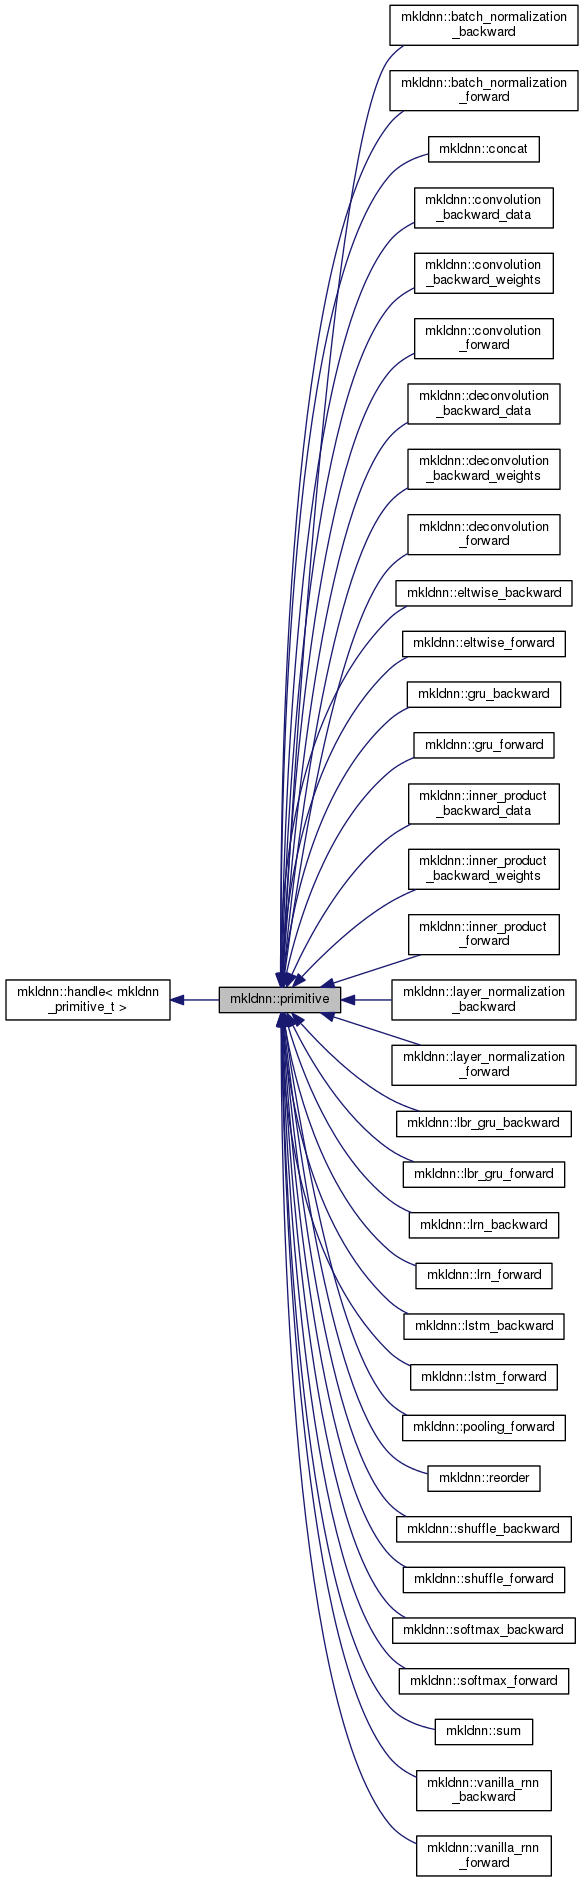 mkldnn::batch_normalization
_backward
mkldnn::batch_normalization
_forward
mkldnn::concat
mkldnn::convolution
_backward_data
mkldnn::convolution
_backward_weights
mkldnn::convolution
_forward
mkldnn::deconvolution
_backward_data
mkldnn::deconvolution
_backward_weights
mkldnn::deconvolution
_forward
mkldnn::eltwise_backward
mkldnn::eltwise_forward
mkldnn::gru_backward
mkldnn::gru_forward
mkldnn::inner_product
_backward_data
mkldnn::inner_product
_backward_weights
mkldnn::inner_product
_forward
mkldnn::handle< mkldnn
_primitive_t >
mkldnn::primitive
mkldnn::layer_normalization
_backward
mkldnn::layer_normalization
_forward
mkldnn::lbr_gru_backward
mkldnn::lbr_gru_forward
mkldnn::lrn_backward
mkldnn::lrn_forward
mkldnn::lstm_backward
mkldnn::lstm_forward
mkldnn::pooling_forward
mkldnn::reorder
mkldnn::shuffle_backward
mkldnn::shuffle_forward
mkldnn::softmax_backward
mkldnn::softmax_forward
mkldnn::sum
mkldnn::vanilla_rnn
_backward
mkldnn::vanilla_rnn
_forward